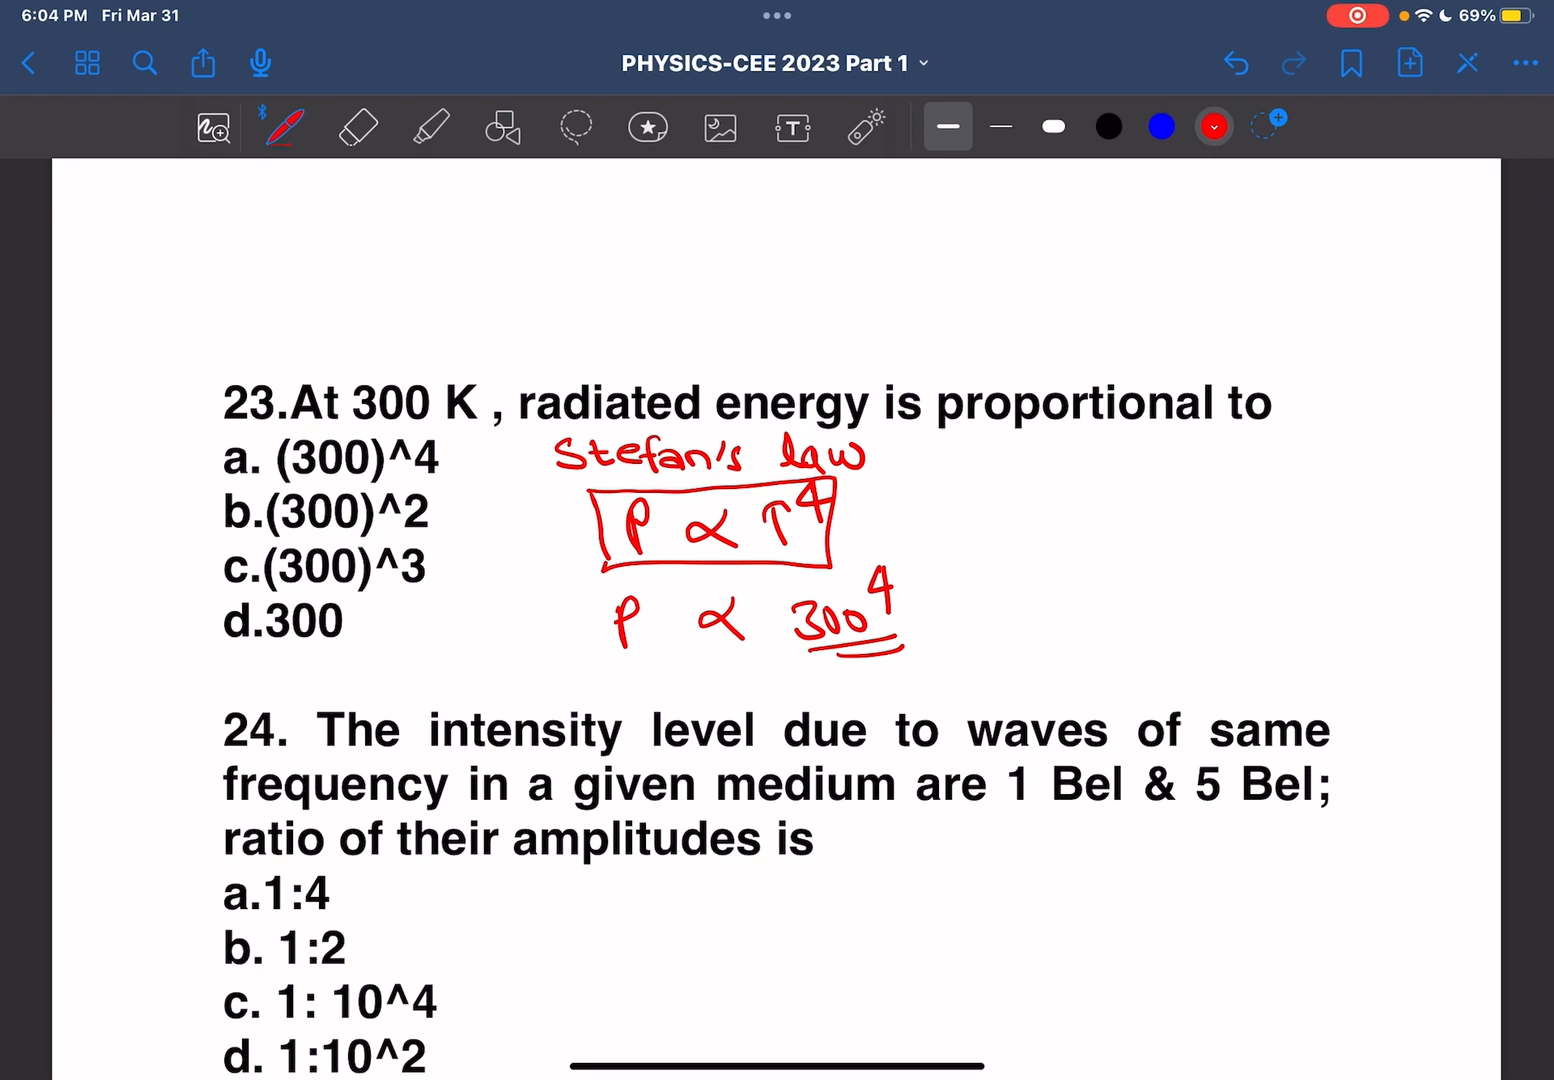 6:04 PM Fri Mar 31
69%
PHYSICS-CEE 2023 Part 1
T
23.At 300 K , radiated energy is proportional to
a. (300)^4
Stefan's law
b.(300)^2
P ∝ T⁴
c.(300)^3
d.300
P ∝ 300⁴
24. The intensity level due to waves of same
frequency in a given medium are 1 Bel & 5 Bel;
ratio of their amplitudes is
a.1:4
b. 1:2
c. 1: 10^4
d. 1:10^2